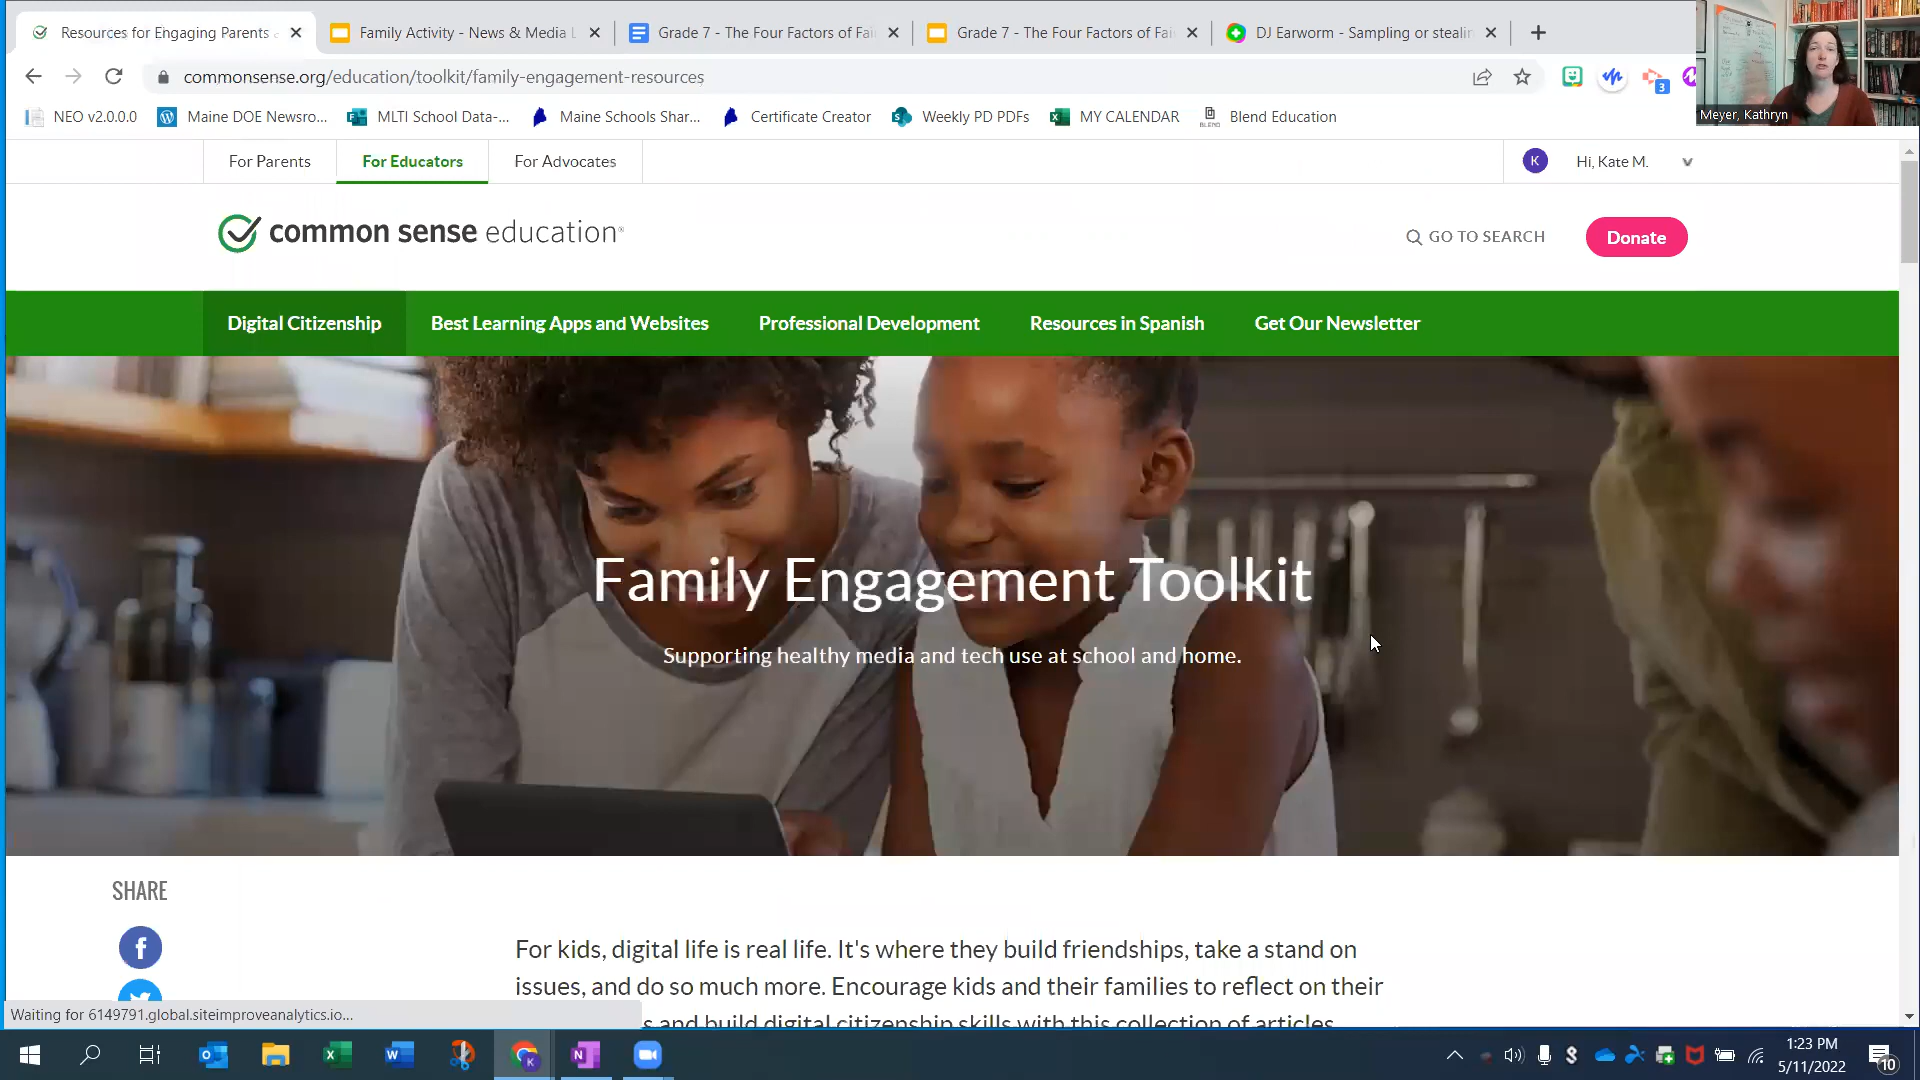 Resources for Engaging Parents
Family Activity - News & Media L
Grade 7 - The Four Factors of Fai
Grade 7 - The Four Factors of Fai
DJ Earworm - Sampling or stealin
commonsense.org/education/toolkit/family-engagement-resources
3
NEO v2.0.0.0
Maine DOE Newsro...
MLTI School Data-...
Maine Schools Shar...
Certificate Creator
Weekly PD PDFs
MY CALENDAR
BLEND
Blend Education
Meyer, Kathryn
For Parents
For Educators
For Advocates
K
Hi, Kate M.
common sense education®
GO TO SEARCH
Donate
Digital Citizenship
Best Learning Apps and Websites
Professional Development
Resources in Spanish
Get Our Newsletter
Family Engagement Toolkit
Supporting healthy media and tech use at school and home.
SHARE
For kids, digital life is real life. It's where they build friendships, take a stand on
issues, and do so much more. Encourage kids and their families to reflect on their
s and build digital citizenship skills with this collection of articles,
Waiting for 6149791.global.siteimproveanalytics.io...
1:23 PM
5/11/2022
10